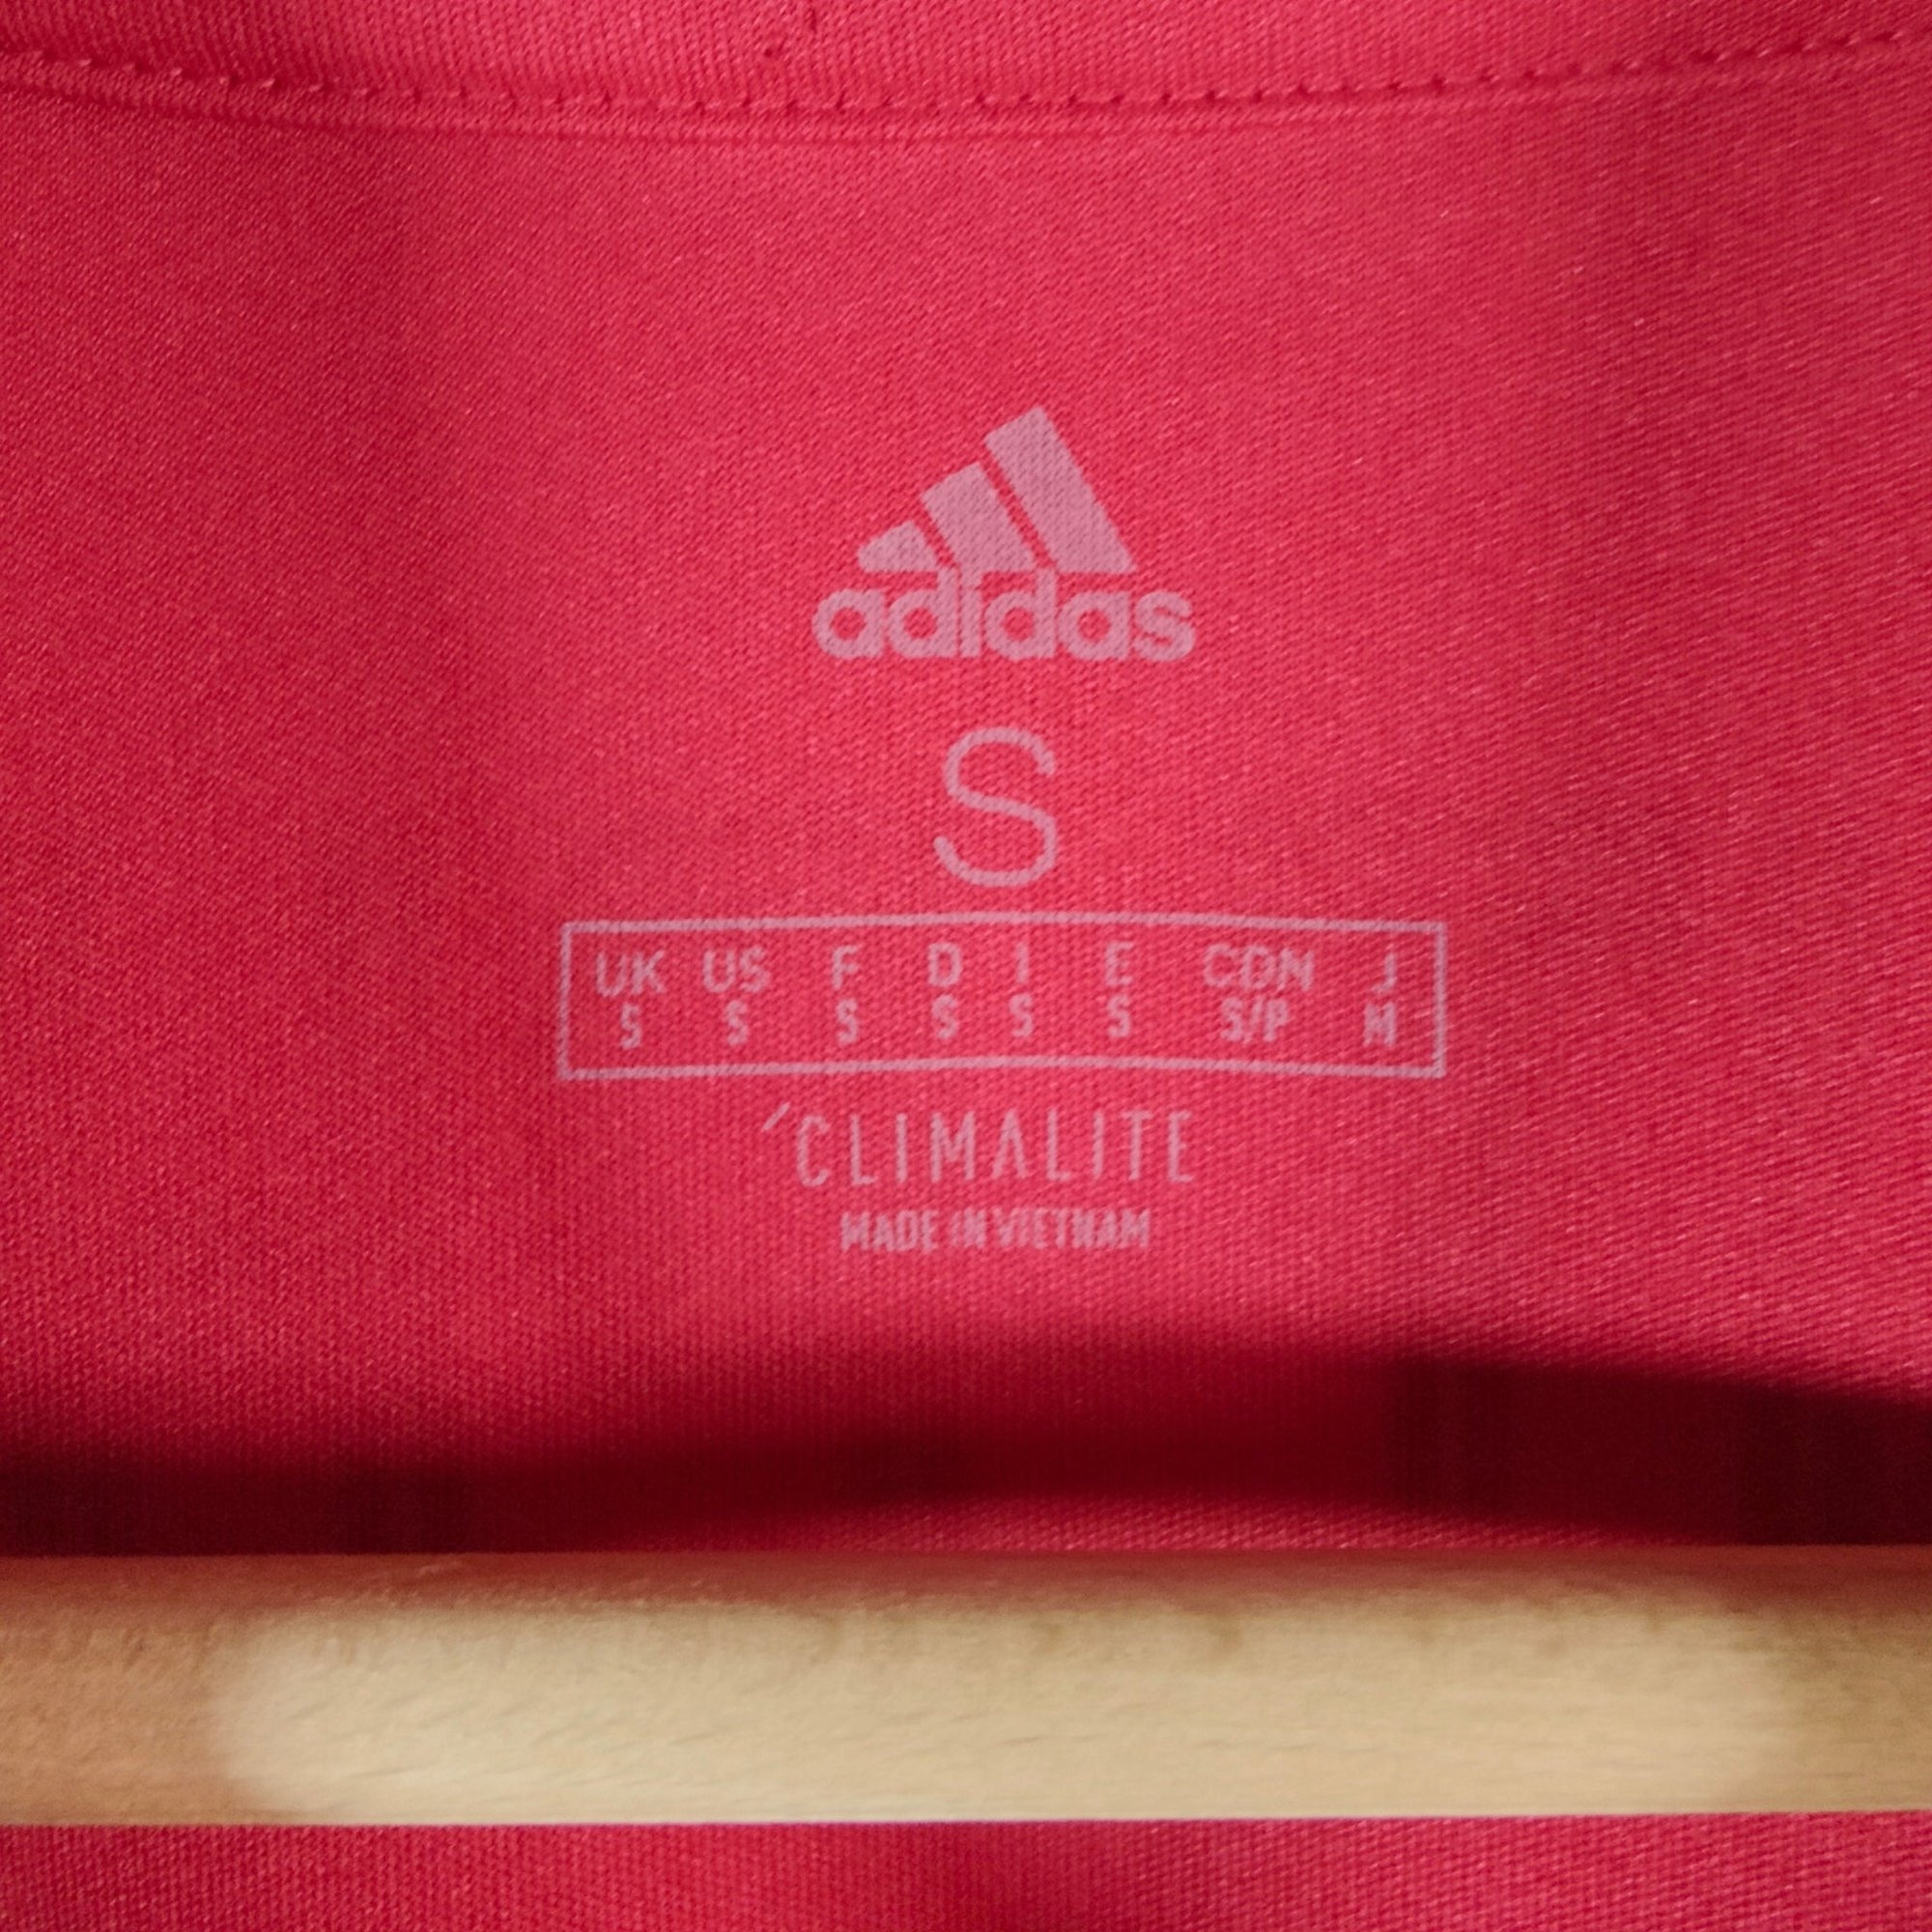 adidas
S
UK US F D I E CDN J
S S S S S S S/P M
´CLIMALITE
MADE IN VIETNAM